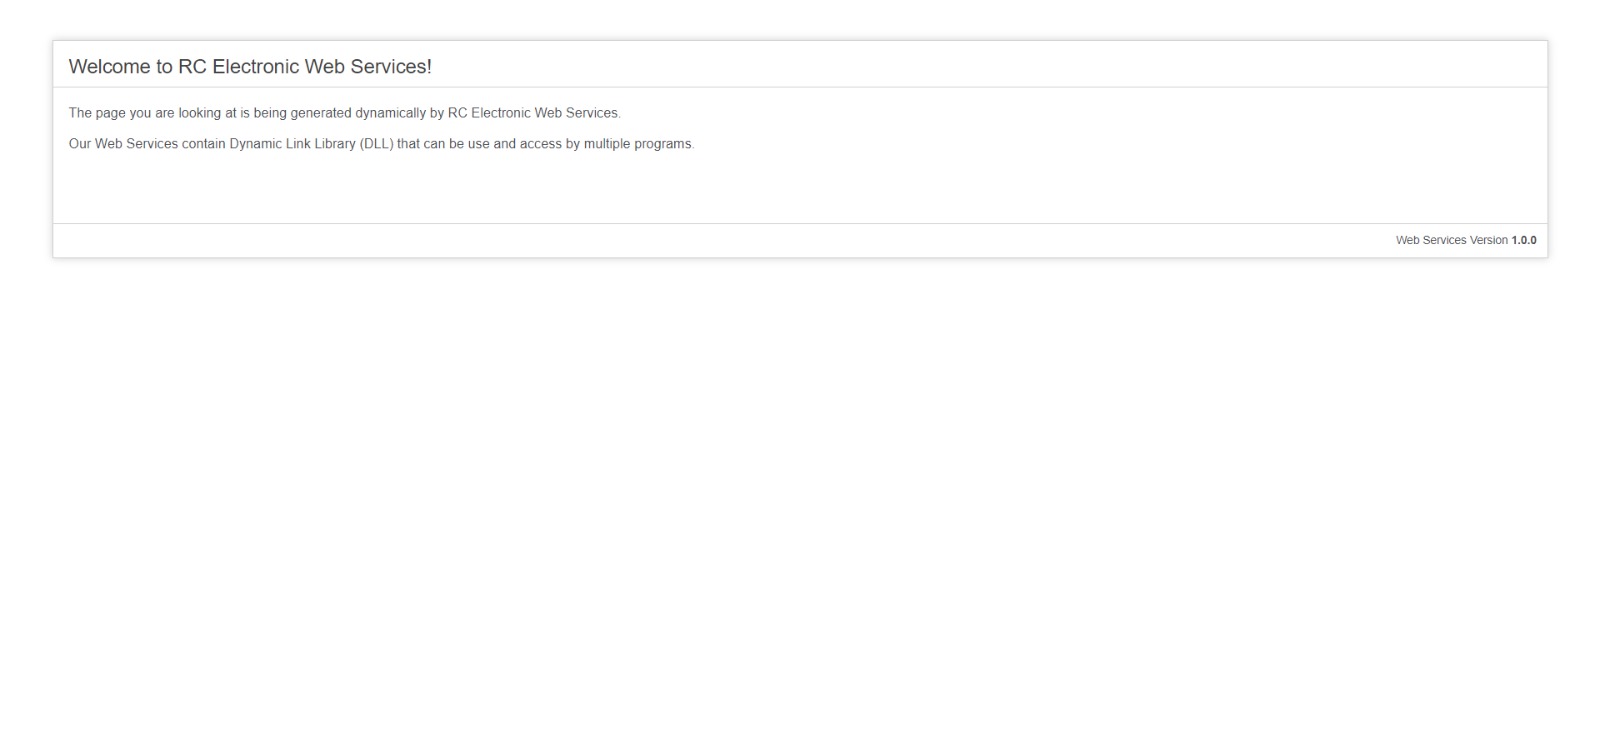 Welcome to RC Electronic Web Services!
The page you are looking at is being generated dynamically by RC Electronic Web Services.
Our Web Services contain Dynamic Link Library (DLL) that can be use and access by multiple programs.
Web Services Version 1.0.0